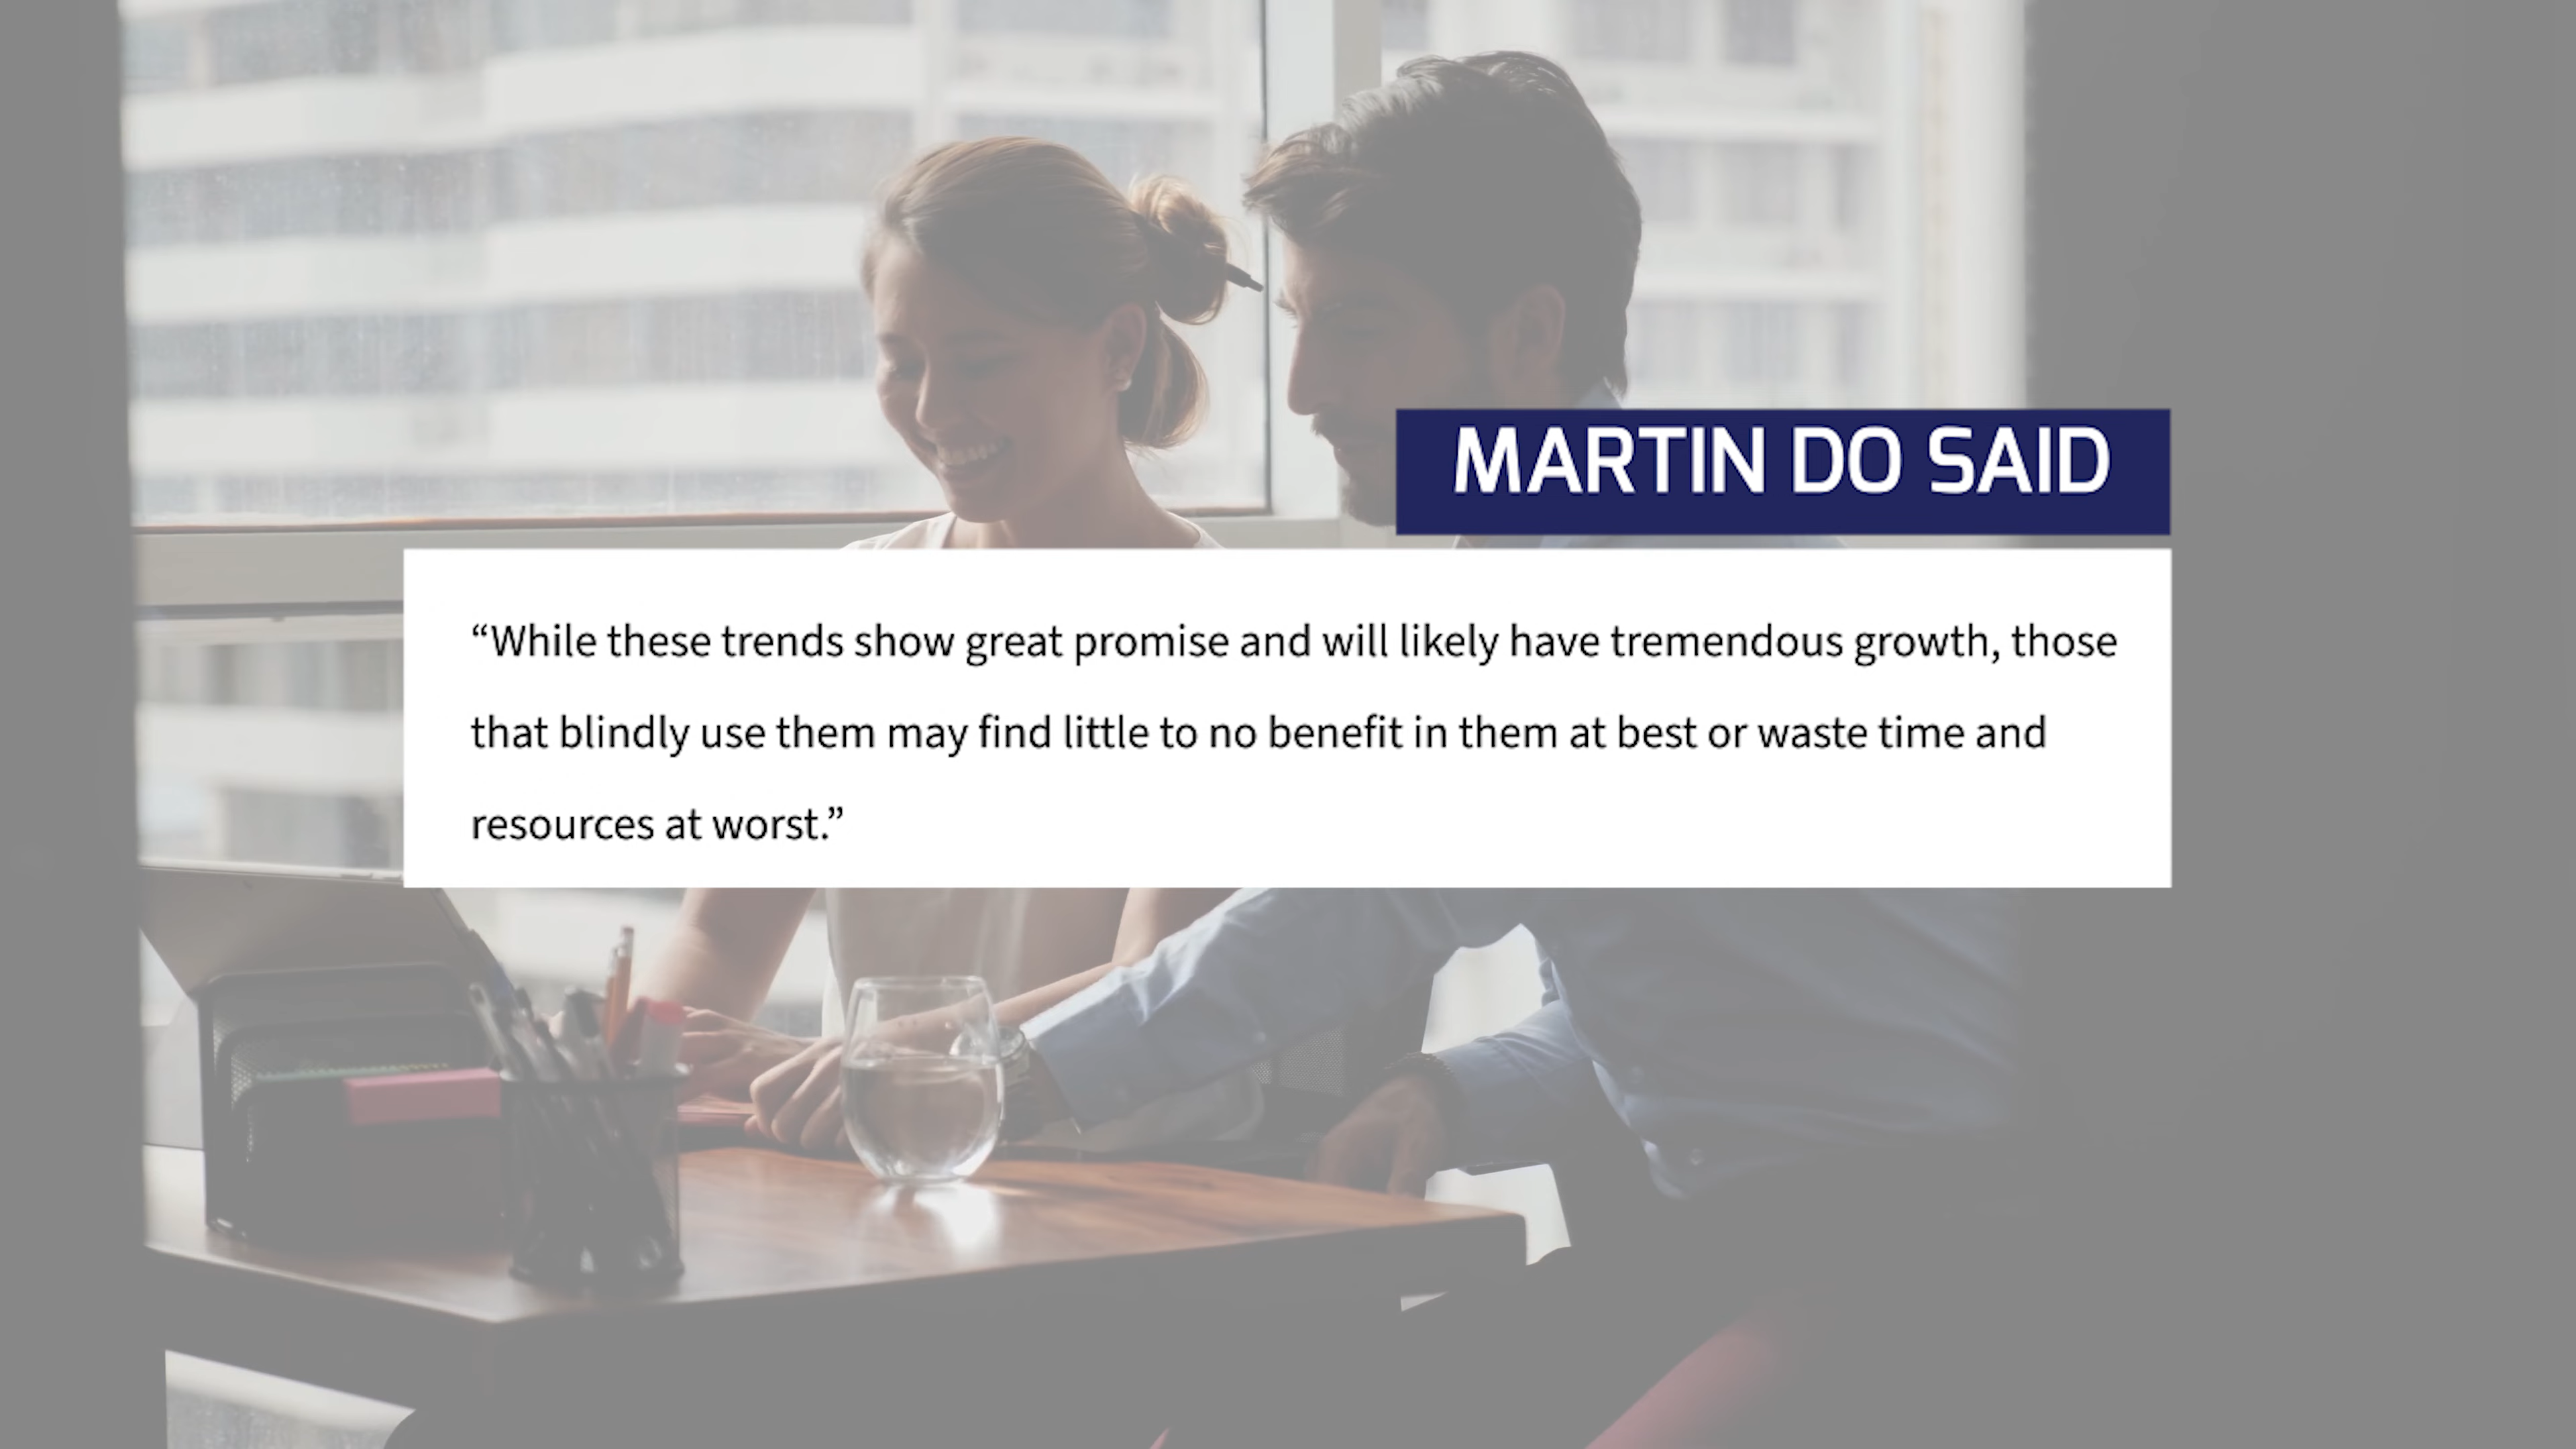 MARTIN DO SAID
“While these trends show great promise and will likely have tremendous growth, those
that blindly use them may find little to no benefit in them at best or waste time and
resources at worst.”